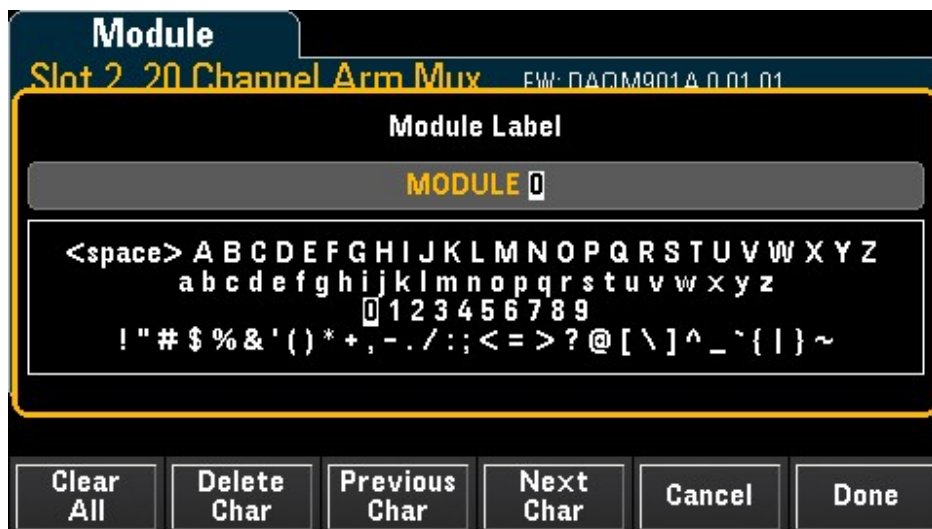 Module
Slot 2 20 Channel Arm Mux FW: DAQM901A 0.01.01
Module Label
MODULE 0
<space> A B C D E F G H I J K L M N O P Q R S T U V W X Y Z
a b c d e f g h i j k l m n o p q r s t u v w x y z
0 1 2 3 4 5 6 7 8 9
! " # $ % & ' ( ) * + , - . / : ; < = > ? @ [ \ ] ^ _ ` { | } ~
Clear All
Delete Char
Previous Char
Next Char
Cancel
Done